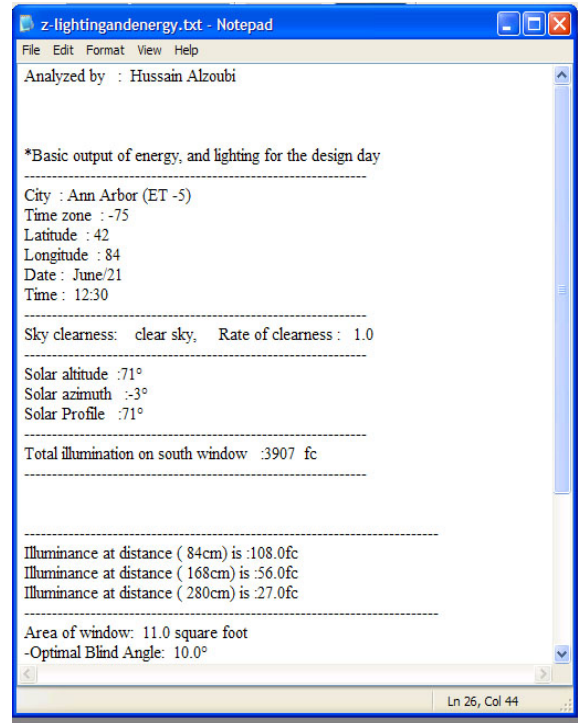 z-lightingandenergy.txt - Notepad
File Edit Format View Help
Analyzed by : Hussain Alzoubi
*Basic output of energy, and lighting for the design day
----------------------------------------------------------------------
City : Ann Arbor (ET -5)
Time zone : -75
Latitude : 42
Longitude : 84
Date : June/21
Time : 12:30
----------------------------------------------------------------------
Sky clearness: clear sky, Rate of clearness : 1.0
----------------------------------------------------------------------
Solar altitude :71°
Solar azimuth :-3°
Solar Profile :71°
----------------------------------------------------------------------
Total illumination on south window :3907 fc
----------------------------------------------------------------------
-------------------------------------------------------------------------------------
Illuminance at distance ( 84cm) is :108.0fc
Illuminance at distance ( 168cm) is :56.0fc
Illuminance at distance ( 280cm) is :27.0fc
-------------------------------------------------------------------------------------
Area of window: 11.0 square foot
-Optimal Blind Angle: 10.0°
Ln 26, Col 44